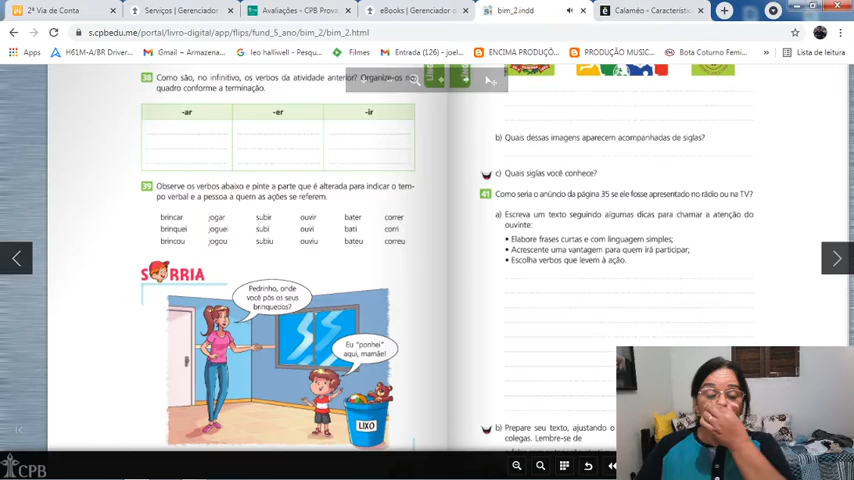 2ª Via de Conta
Serviços | Gerenciador d
Avaliações - CPB Prova
eBooks | Gerenciador d
bim_2.indd
Calaméo - Característic
s.cpbedu.me/portal/livro-digital/app/flips/fund_5_ano/bim_2/bim_2.html
Apps
H61M-A/BR Driver...
Gmail – Armazena...
leo halliwell - Pesqui...
Filmes
Entrada (126) - joel...
ENCIMA PRODUÇÕ...
PRODUÇÃO MUSIC...
Bota Coturno Femini...
Lista de leitura
38 Como são, no infinitivo, os verbos da atividade anterior? Organize-os no
quadro conforme a terminação.
-ar -er -ir
39 Observe os verbos abaixo e pinte a parte que é alterada para indicar o tem-
po verbal e a pessoa a quem as ações se referem.
brincar jogar subir ouvir bater correr
brinquei joguei subi ouvi bati corri
brincou jogou subiu ouviu bateu correu
SORRIA
Pedrinho, onde
você pôs os seus
brinquedos?
Eu "ponhei"
aqui, mamãe!
LIXO
b) Quais dessas imagens aparecem acompanhadas de siglas?
c) Quais siglas você conhece?
41 Como seria o anúncio da página 35 se ele fosse apresentado no rádio ou na TV?
a) Escreva um texto seguindo algumas dicas para chamar a atenção do
ouvinte:
• Elabore frases curtas e com linguagem simples;
• Acrescente uma vantagem para quem irá participar;
• Escolha verbos que levem à ação.
b) Prepare seu texto, ajustando o
colegas. Lembre-se de
CPB